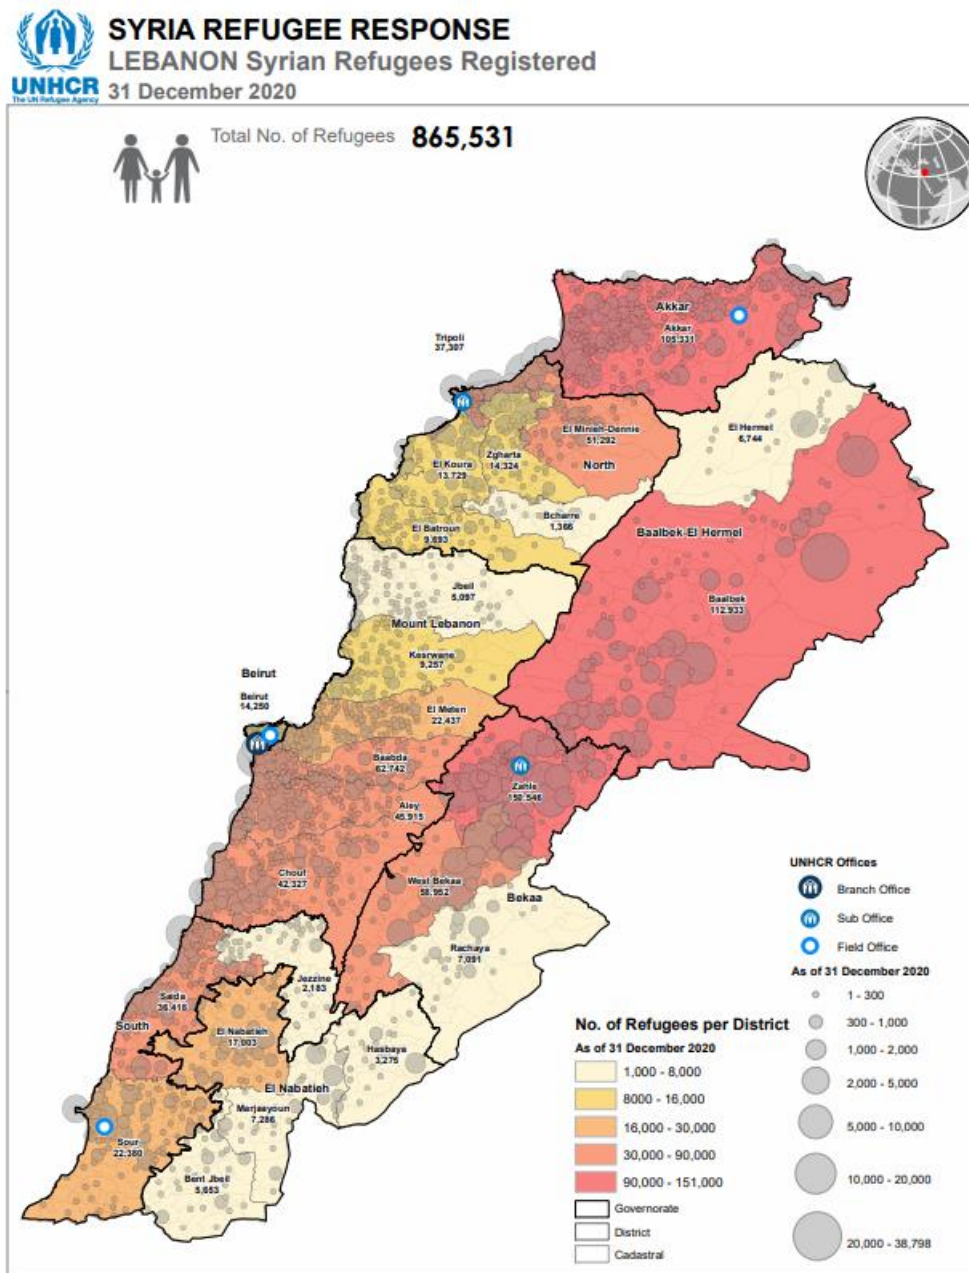 UNHCR
The UN Refugee Agency
SYRIA REFUGEE RESPONSE
LEBANON Syrian Refugees Registered
31 December 2020
Total No. of Refugees 865,531
Akkar
Akkar
105,331
Tripoli
37,307
El Hermel
6,744
El Minieh-Dennie
51,292
North
Zgharta
14,324
El Koura
13,729
Bcharre
1,366
El Batroun
9,693
Baalbek-El Hermel
Baalbek
112,933
Jbeil
5,097
Mount Lebanon
Kesrwane
9,257
Beirut
Beirut
14,250
El Meten
22,437
Baabda
62,742
Zahle
150,546
Aley
45,915
Chouf
42,327
West Bekaa
58,952
Bekaa
Rachaya
7,091
Jezzine
2,183
Saida
36,418
South
El Nabatieh
17,003
Hasbaya
3,275
El Nabatieh
Marjaayoun
7,286
Sour
22,380
Bent Jbeil
5,653
UNHCR Offices
Branch Office
Sub Office
Field Office
As of 31 December 2020
1 - 300
300 - 1,000
1,000 - 2,000
2,000 - 5,000
5,000 - 10,000
10,000 - 20,000
20,000 - 38,798
No. of Refugees per District
As of 31 December 2020
1,000 - 8,000
8000 - 16,000
16,000 - 30,000
30,000 - 90,000
90,000 - 151,000
Governorate
District
Cadastral